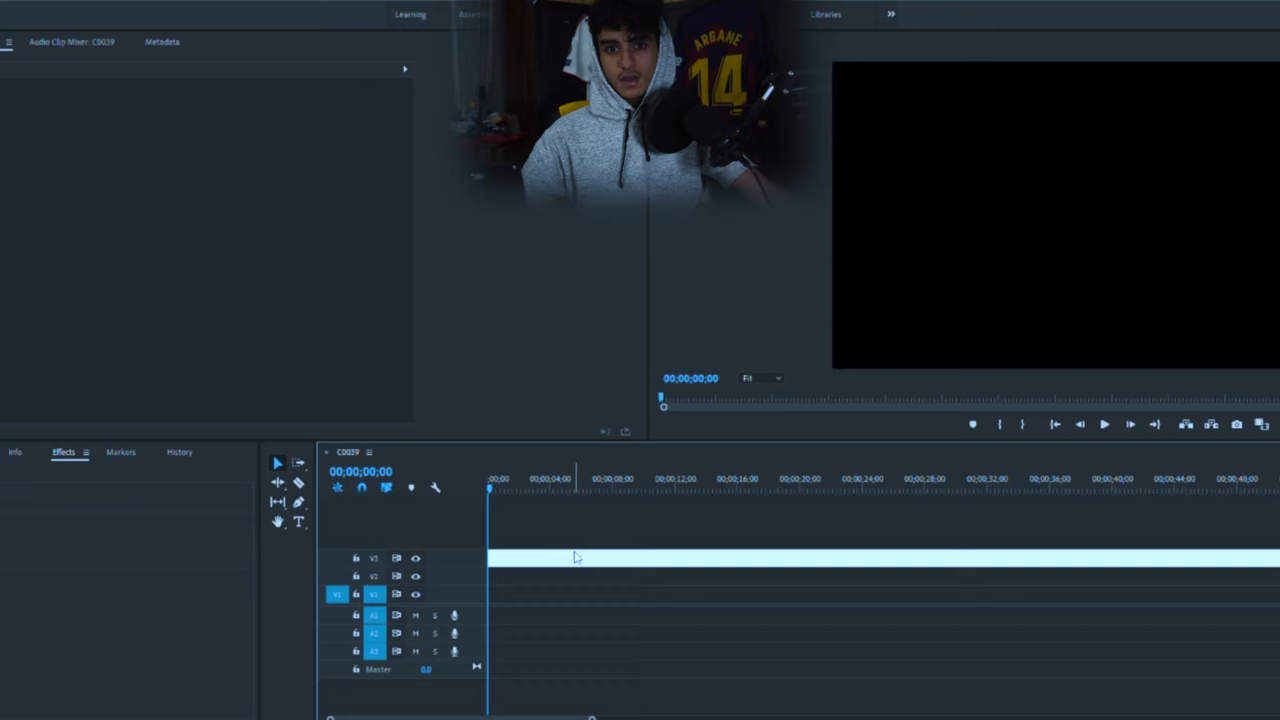 Learning
Libraries
Audio Clip Mixer: C0039 Metadata
ARGANE
14
00;00;00;00 Fit
Info Effects Markers History
× C0039
00;00;00;00
;00;00 00;00;04;00 00;00;08;00 00;00;12;00 00;00;16;00 00;00;20;00 00;00;24;00 00;00;28;00 00;00;32;00 00;00;36;00 00;00;40;00 00;00;44;00 00;00;48;00
V3
V2
V1 V1
A1 M S
A2 M S
A3 M S
Master 0.0